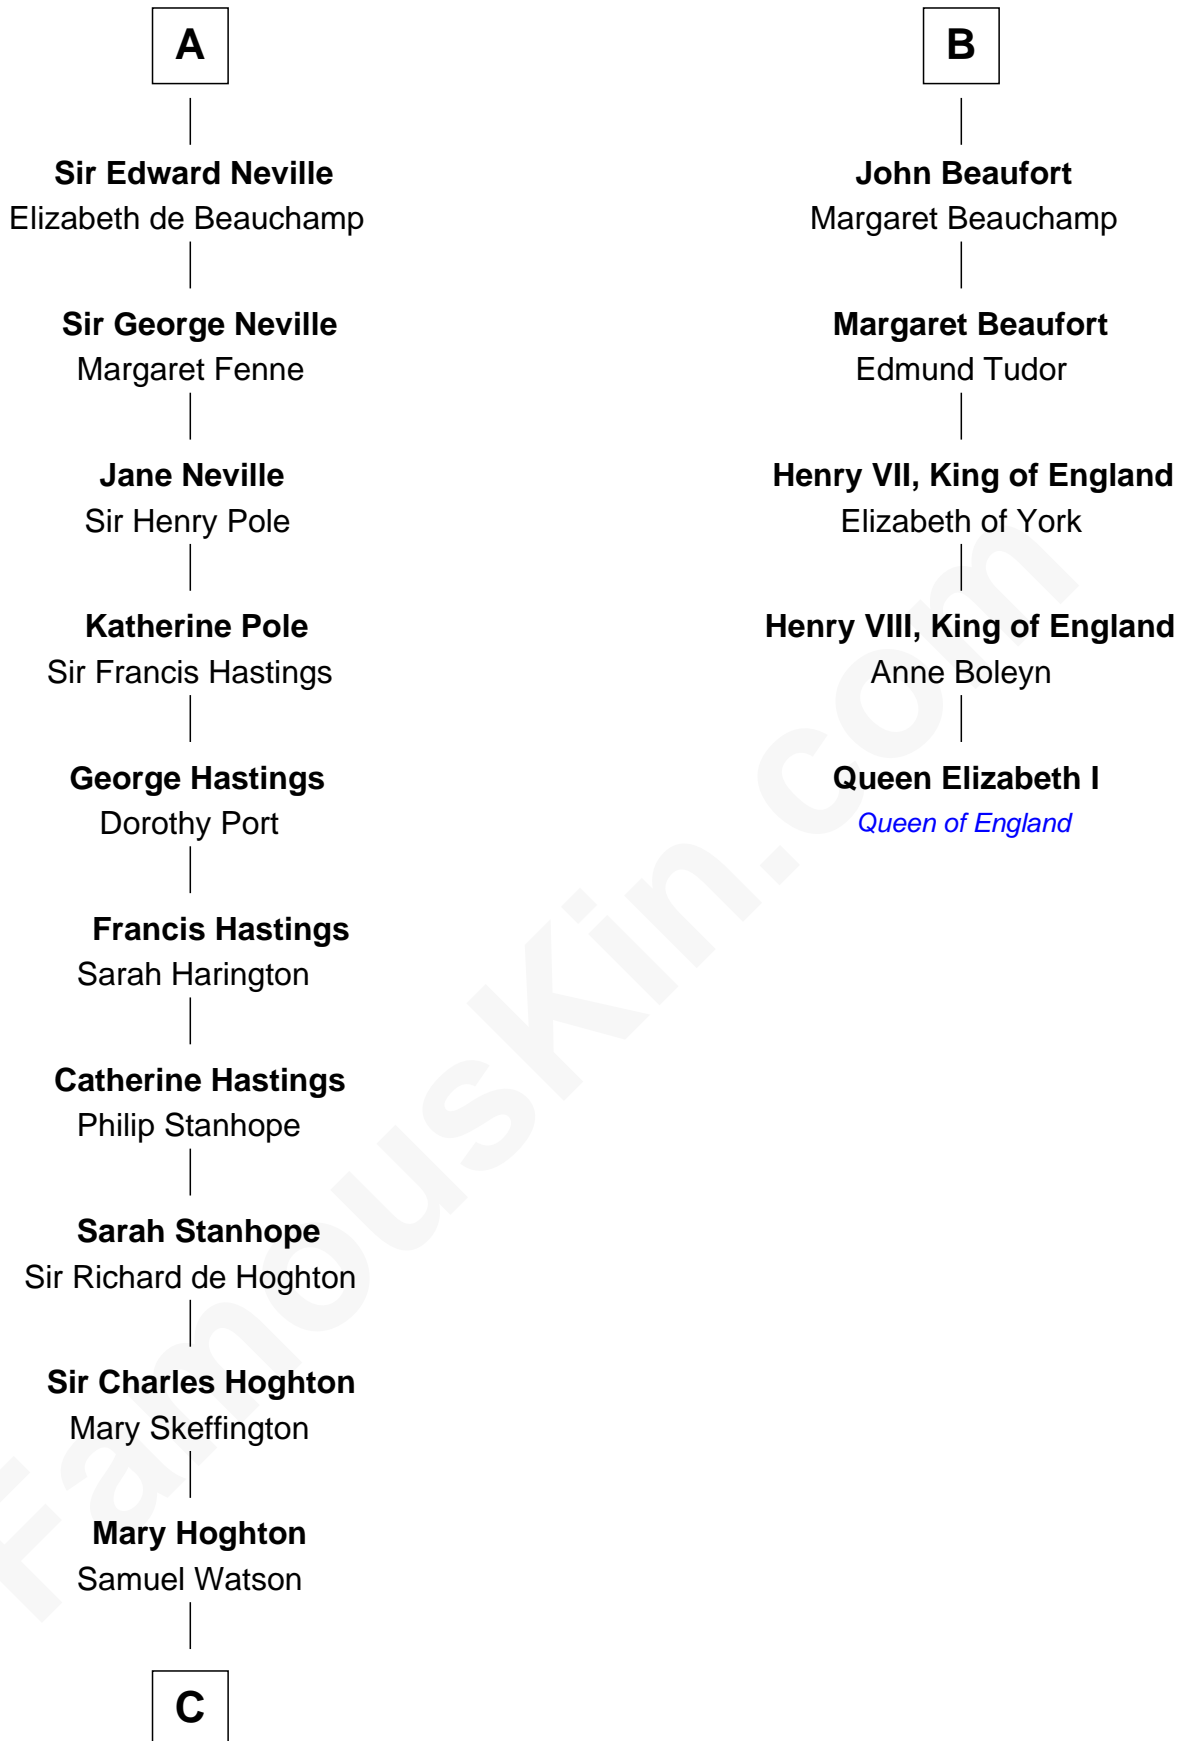 A
Sir Edward Neville
Elizabeth de Beauchamp
Sir George Neville
Margaret Fenne
Jane Neville
Sir Henry Pole
Katherine Pole
Sir Francis Hastings
George Hastings
Dorothy Port
Francis Hastings
Sarah Harington
Catherine Hastings
Philip Stanhope
Sarah Stanhope
Sir Richard de Hoghton
Sir Charles Hoghton
Mary Skeffington
Mary Hoghton
Samuel Watson
C
B
John Beaufort
Margaret Beauchamp
Margaret Beaufort
Edmund Tudor
Henry VII, King of England
Elizabeth of York
Henry VIII, King of England
Anne Boleyn
Queen Elizabeth I
Queen of England
FamousKin.com